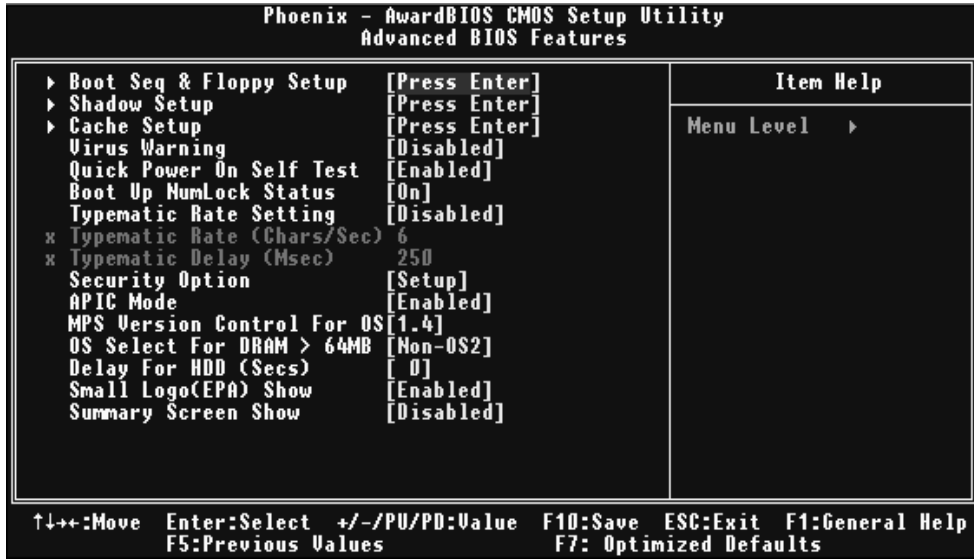 Phoenix - AwardBIOS CMOS Setup Utility
Advanced BIOS Features
▸ Boot Seq & Floppy Setup [Press Enter]
▸ Shadow Setup [Press Enter]
▸ Cache Setup [Press Enter]
Virus Warning [Disabled]
Quick Power On Self Test [Enabled]
Boot Up NumLock Status [On]
Typematic Rate Setting [Disabled]
x Typematic Rate (Chars/Sec) 6
x Typematic Delay (Msec) 250
Security Option [Setup]
APIC Mode [Enabled]
MPS Version Control For OS[1.4]
OS Select For DRAM > 64MB [Non-OS2]
Delay For HDD (Secs) [ 0]
Small Logo(EPA) Show [Enabled]
Summary Screen Show [Disabled]
Item Help
Menu Level ▸
↑↓→←:Move Enter:Select +/-/PU/PD:Value F10:Save ESC:Exit F1:General Help
F5:Previous Values F7: Optimized Defaults